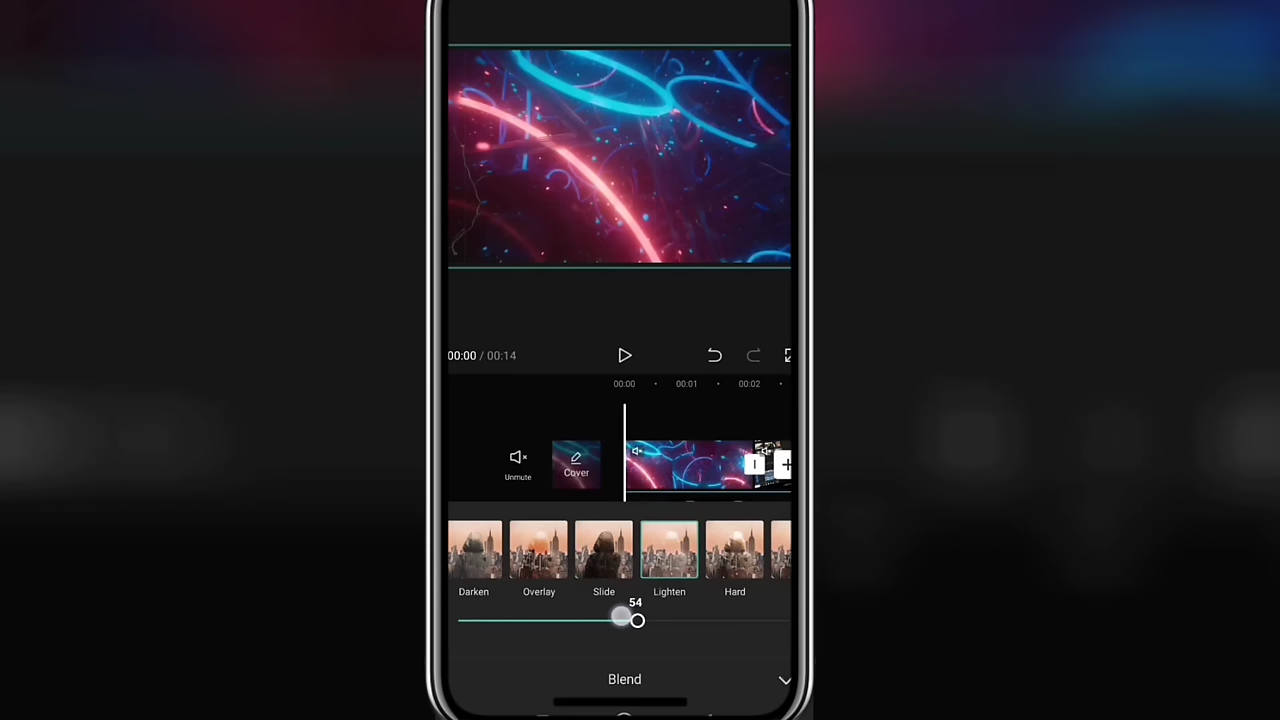 00:00 / 00:14
00:00 00:01 00:02
Unmute
Cover
Darken Overlay Slide Lighten Hard
54
Blend